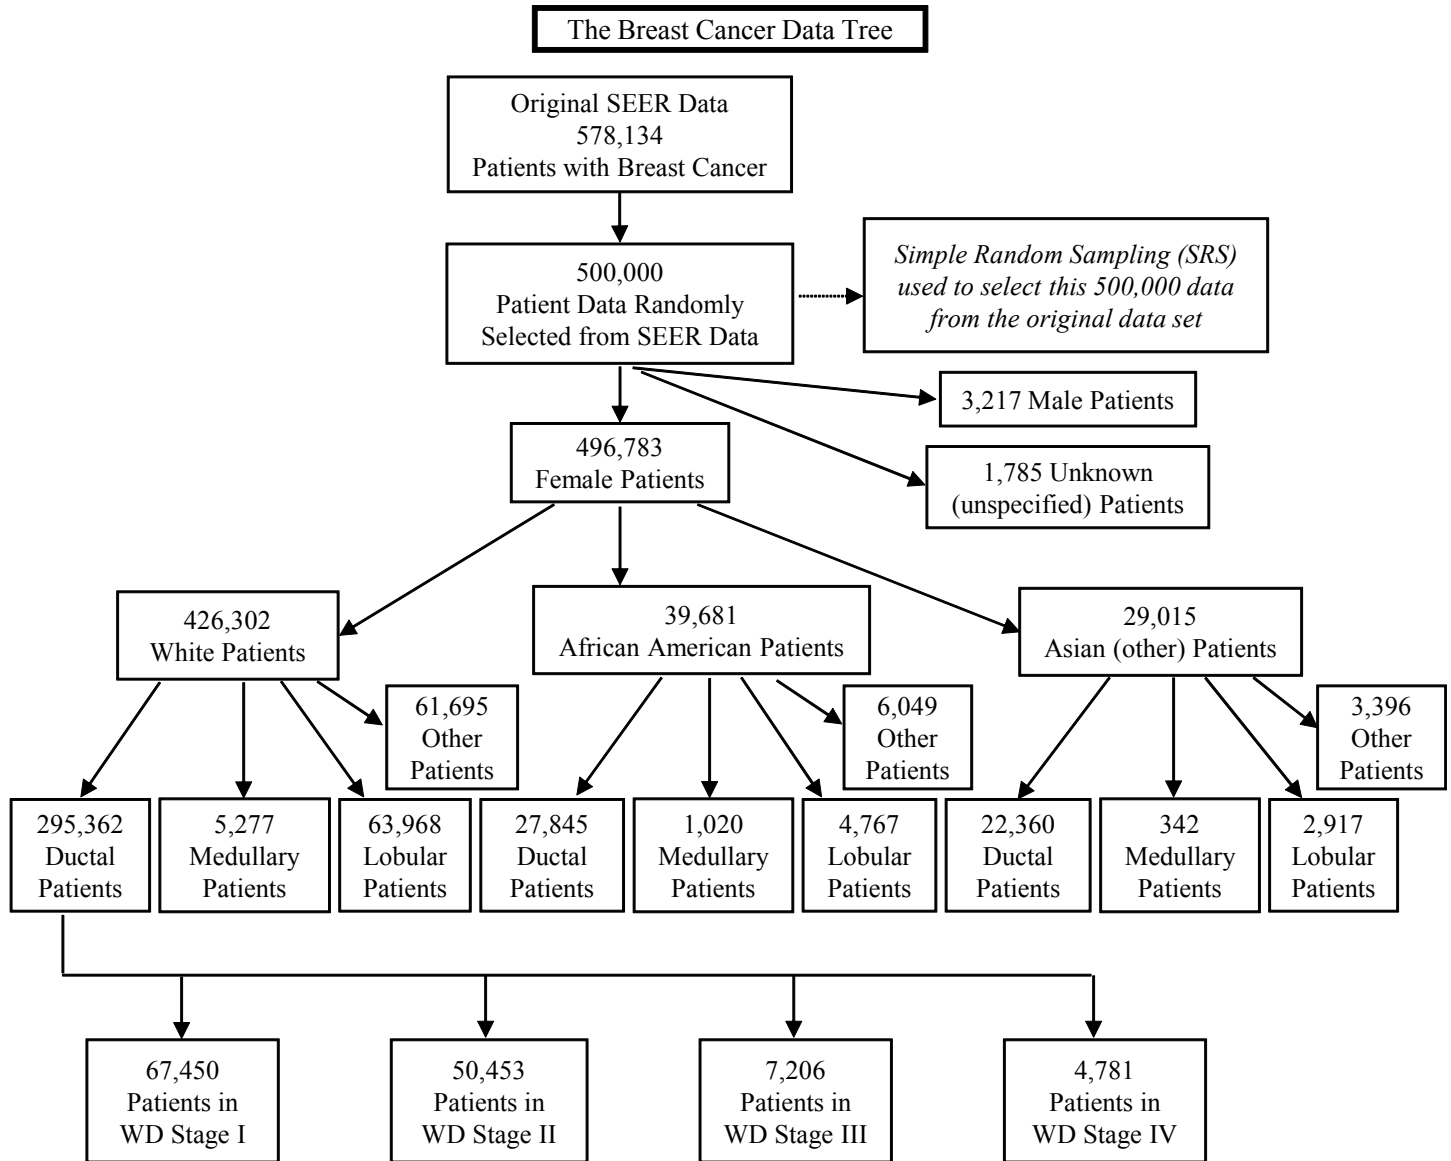 The Breast Cancer Data Tree
Original SEER Data
578,134
Patients with Breast Cancer
500,000
Patient Data Randomly
Selected from SEER Data
Simple Random Sampling (SRS)
used to select this 500,000 data
from the original data set
3,217 Male Patients
496,783
Female Patients
1,785 Unknown
(unspecified) Patients
426,302
White Patients
39,681
African American Patients
29,015
Asian (other) Patients
61,695
Other
Patients
6,049
Other
Patients
3,396
Other
Patients
295,362
Ductal
Patients
5,277
Medullary
Patients
63,968
Lobular
Patients
27,845
Ductal
Patients
1,020
Medullary
Patients
4,767
Lobular
Patients
22,360
Ductal
Patients
342
Medullary
Patients
2,917
Lobular
Patients
67,450
Patients in
WD Stage I
50,453
Patients in
WD Stage II
7,206
Patients in
WD Stage III
4,781
Patients in
WD Stage IV